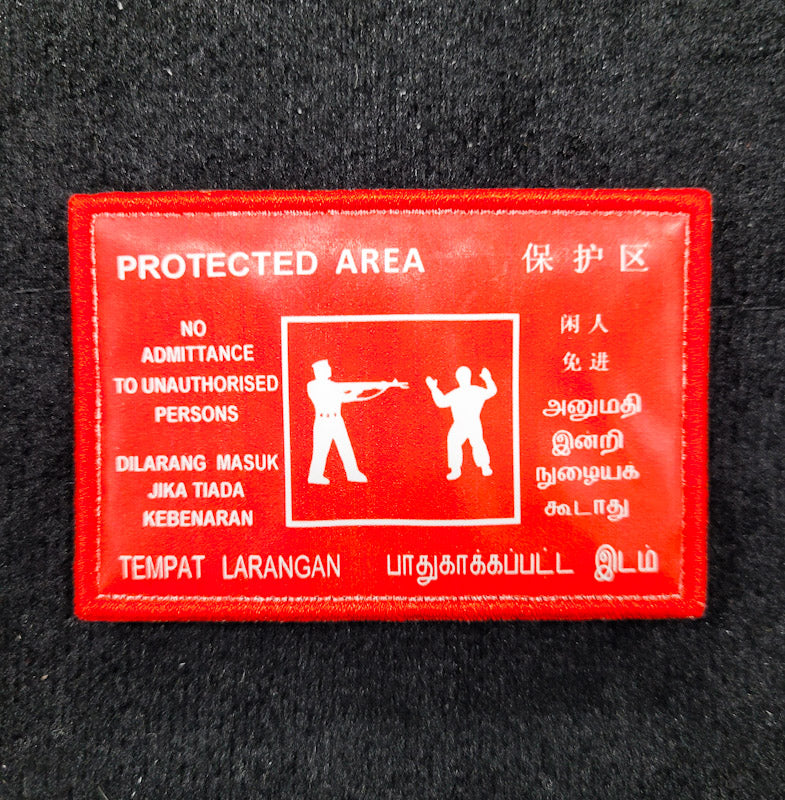 PROTECTED AREA
保护区
NO
ADMITTANCE
TO UNAUTHORISED
PERSONS
DILARANG MASUK
JIKA TIADA
KEBENARAN
闲人
免进
அனுமதி
இன்றி
நுழையக்
கூடாது
TEMPAT LARANGAN
பாதுகாக்கப்பட்ட இடம்